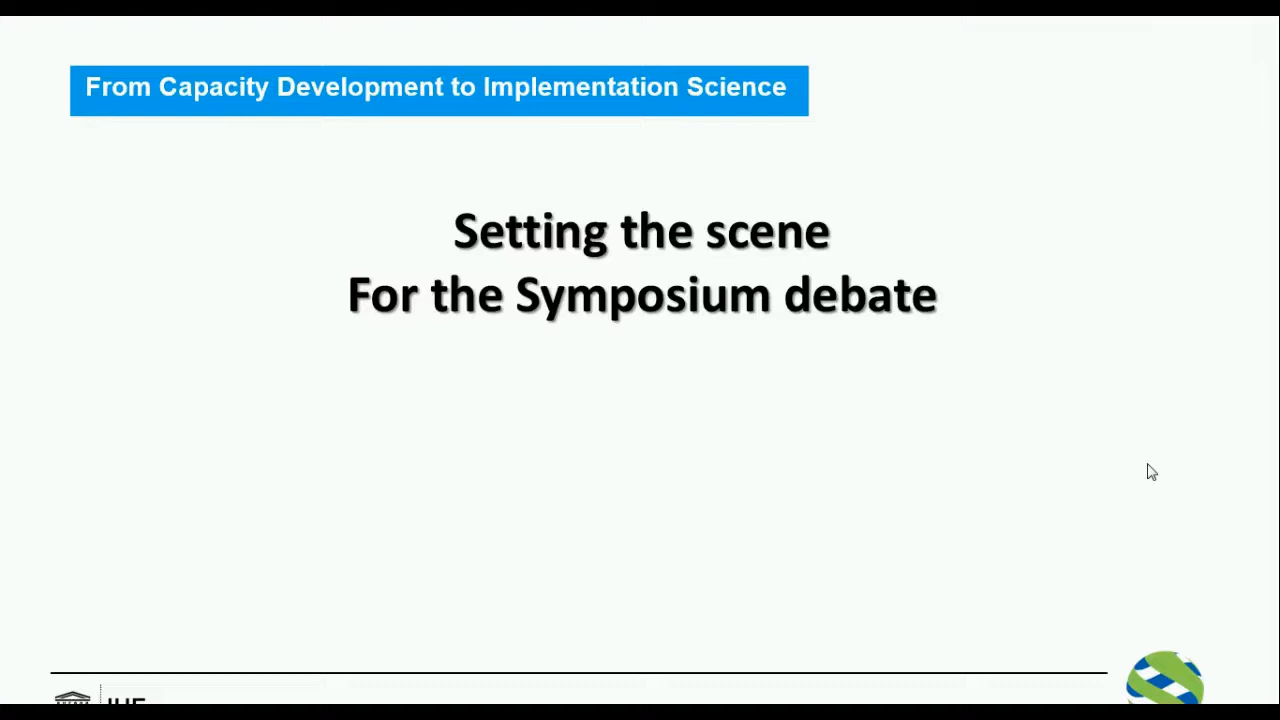 From Capacity Development to Implementation Science
Setting the scene
For the Symposium debate